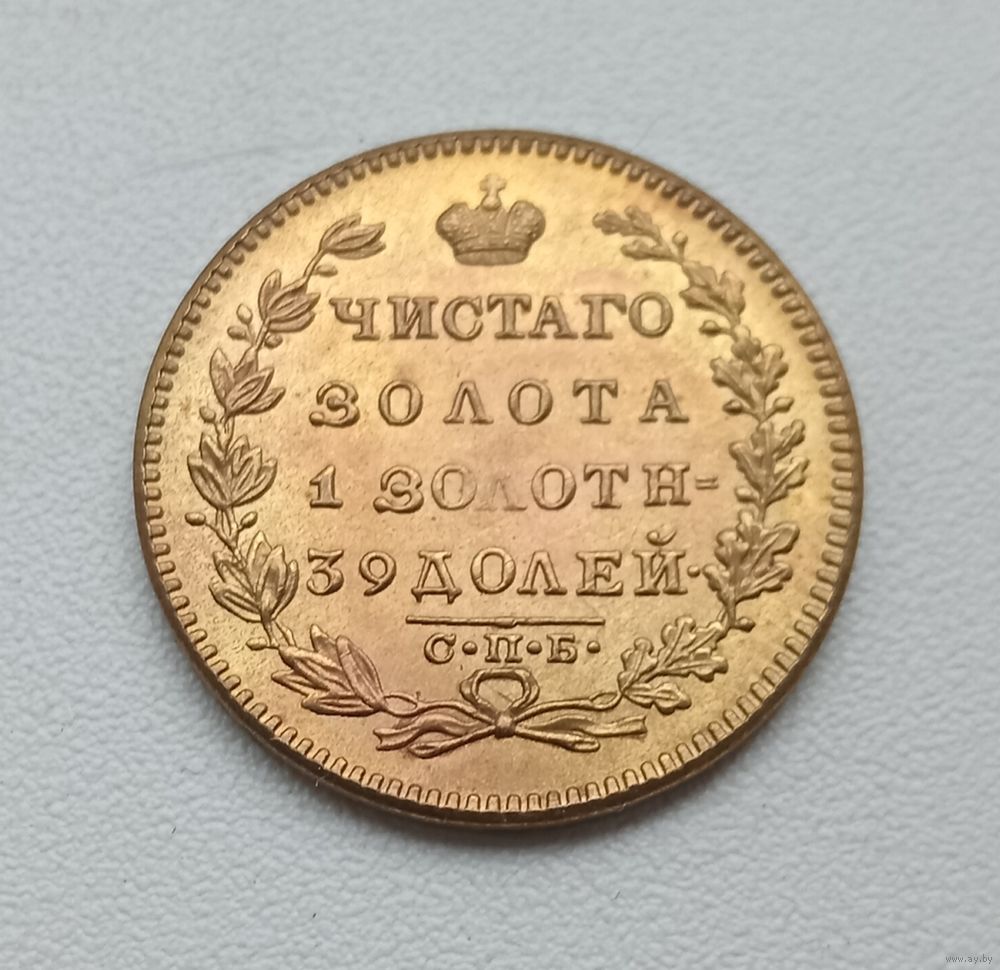 ЧИСТАГО
ЗОЛОТА
1 ЗОЛОТН=
39 ДОЛЕЙ·
С·П·Б·
www.ay.by